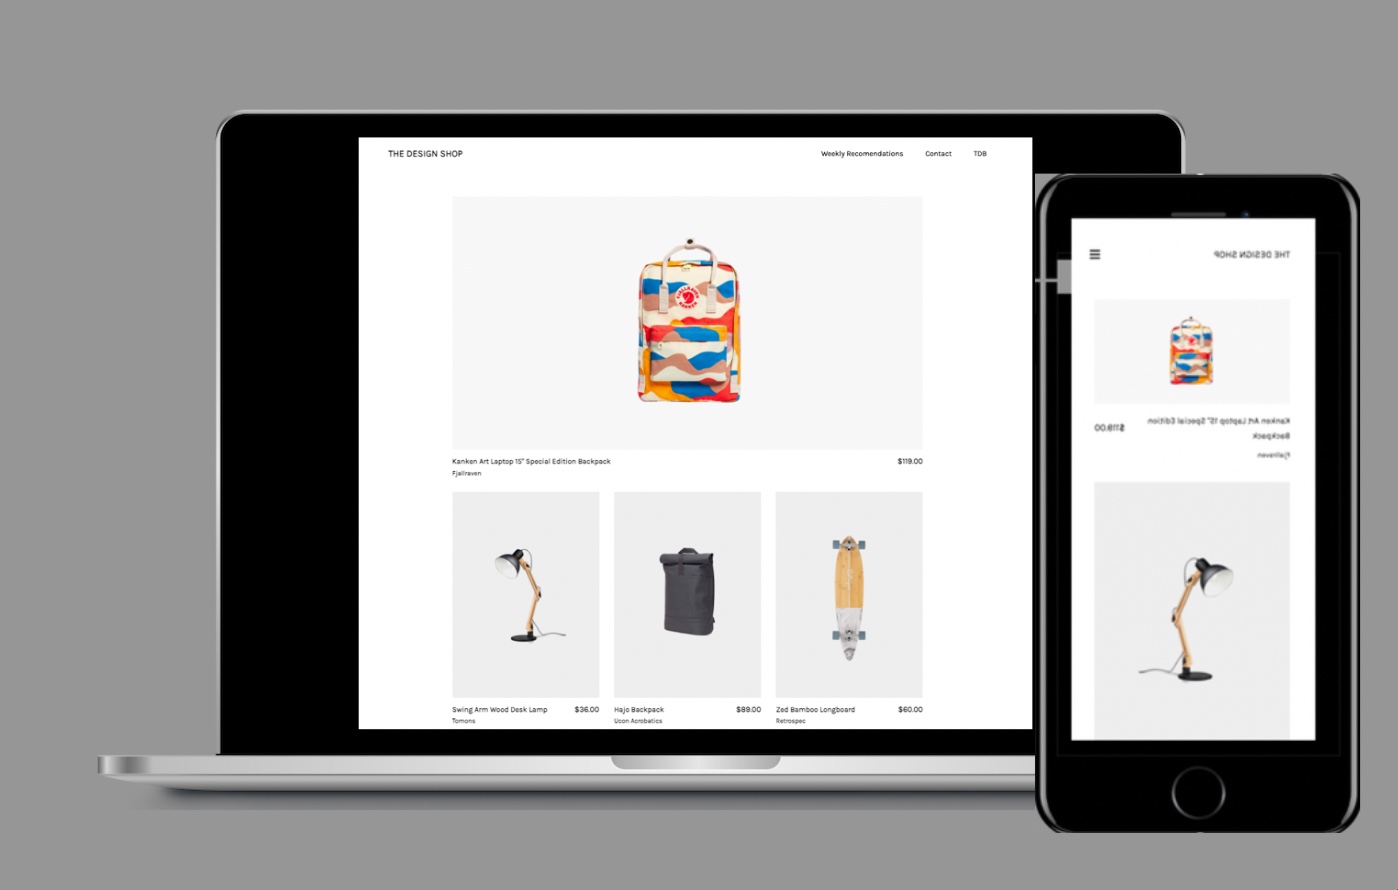 THE DESIGN SHOP
Weekly Recomendations Contact TDB
Kanken Art Laptop 15" Special Edition Backpack $119.00
Fjallraven
Swing Arm Wood Desk Lamp $36.00
Tomons
Hajo Backpack $89.00
Ucon Acrobatics
Zed Bamboo Longboard $60.00
Retrospec
THE DESIGN SHOP
Kanken Art Laptop 15" Special Edition
Backpack
$119.00
Fjallraven